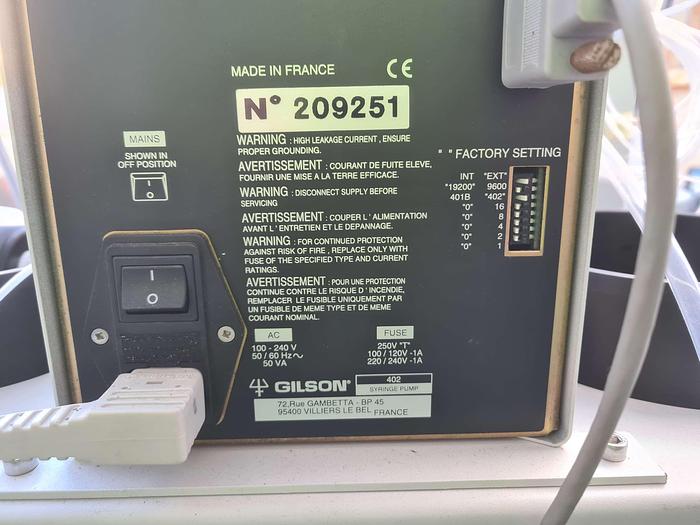 MADE IN FRANCE CE
N° 209251
MAINS
SHOWN IN
OFF POSITION
I
O
I
O
WARNING : HIGH LEAKAGE CURRENT , ENSURE
PROPER GROUNDING.
AVERTISSEMENT : COURANT DE FUITE ELEVE,
FOURNIR UNE MISE A LA TERRE EFFICACE.
WARNING : DISCONNECT SUPPLY BEFORE
SERVICING
AVERTISSEMENT : COUPER L ' ALIMENTATION
AVANT L ' ENTRETIEN ET LE DEPANNAGE.
WARNING : FOR CONTINUED PROTECTION
AGAINST RISK OF FIRE , REPLACE ONLY WITH
FUSE OF THE SPECIFIED TYPE AND CURRENT
RATINGS.
AVERTISSEMENT : POUR UNE PROTECTION
CONTINUE CONTRE LE RISQUE D ' INCENDIE,
REMPLACER LE FUSIBLE UNIQUEMENT PAR
UN FUSIBLE DE MEME TYPE ET DE MEME
COURANT NOMINAL.
" " FACTORY SETTING
INT "EXT"
"19200" 9600
401B "402"
"0" 16
"0" 8
"0" 4
"0" 2
"0" 1
AC
100 - 240 V
50 / 60 Hz ~
50 VA
FUSE
250V "T"
100 / 120V -1A
220 / 240V -1A
GILSON® 402
SYRINGE PUMP
72,Rue GAMBETTA - BP 45
95400 VILLIERS LE BEL FRANCE